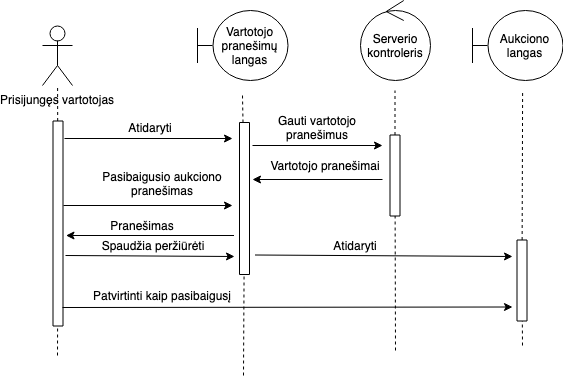 Vartotojo
pranešimų
langas
Serverio
kontroleris
Aukciono
langas
Prisijungęs vartotojas
Atidaryti
Gauti vartotojo
pranešimus
Vartotojo pranešimai
Pasibaigusio aukciono
pranešimas
Pranešimas
Spaudžia peržiūrėti
Atidaryti
Patvirtinti kaip pasibaigusį